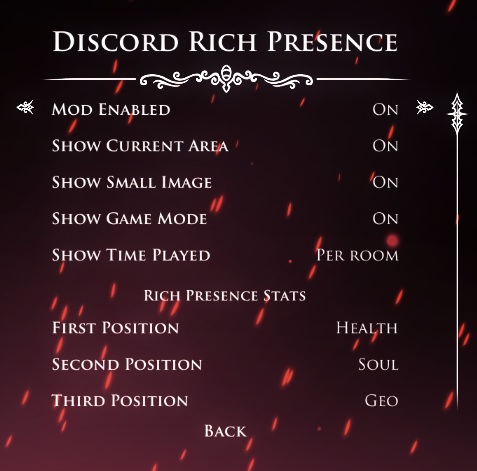 Discord Rich Presence
Mod Enabled On
Show Current Area On
Show Small Image On
Show Game Mode On
Show Time Played Per room
Rich Presence Stats
First Position Health
Second Position Soul
Third Position Geo
Back